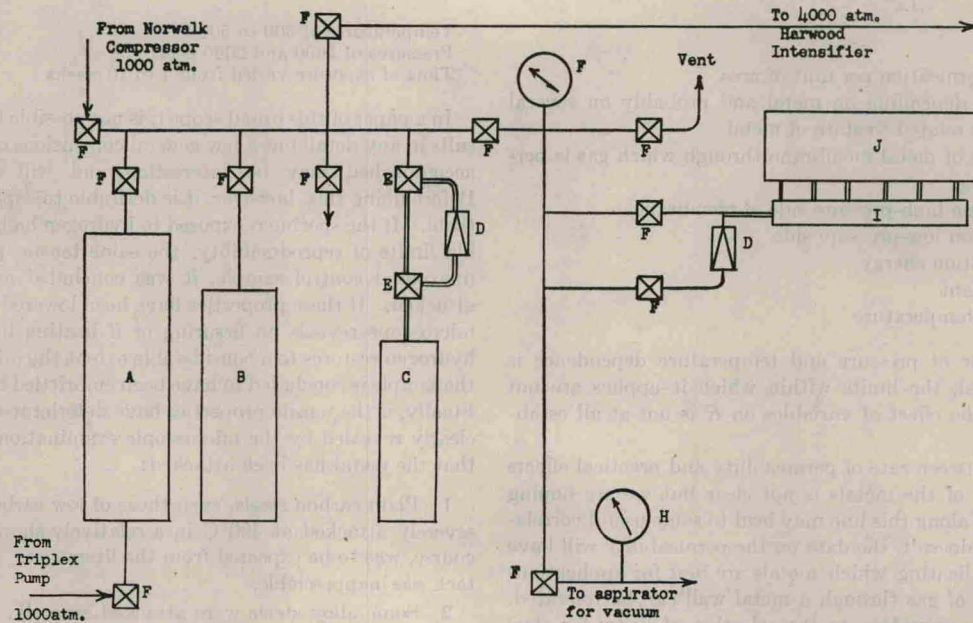 From Norwalk
Compressor
1000 atm.
F
To 4000 atm.
Harwood
Intensifier
F
Vent
F
F
F
J
F
F
F
E
D
F
I
E
D
F
A
B
C
H
From
Triplex
Pump
1000atm.
F
F
To aspirator
for vacuum